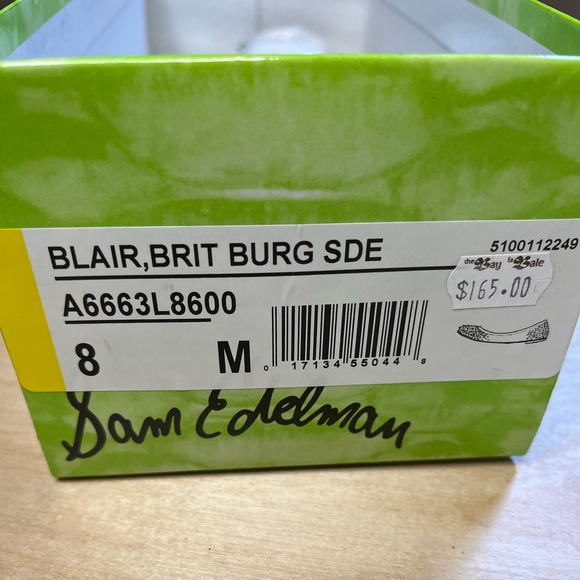 BLAIR,BRIT BURG SDE
5100112249
the Bay la Baie
$165.00
A6663L8600
8 M
0 17134 55044 8
Sam Edelman